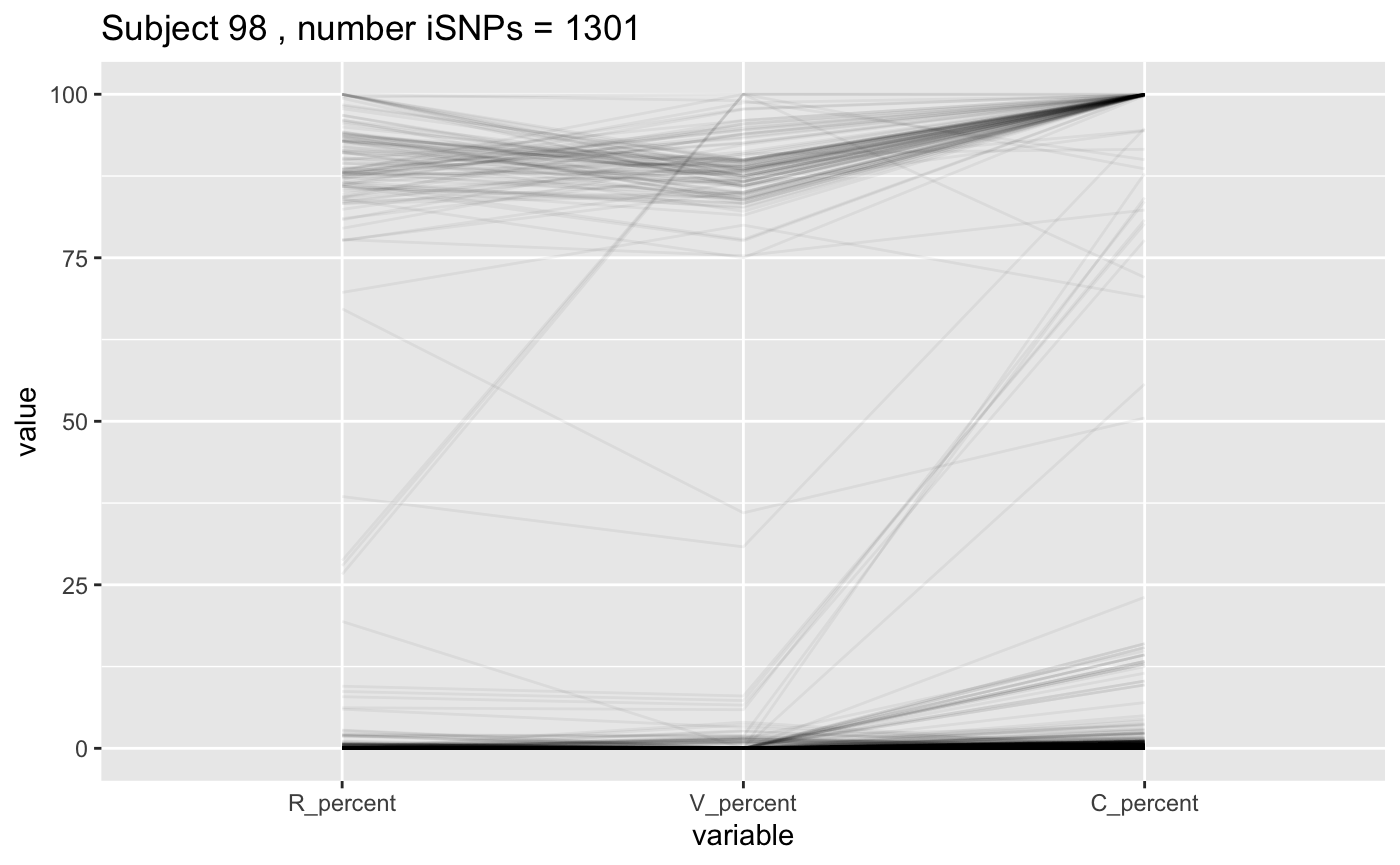 Subject 98 , number iSNPs = 1301
100
75
50
25
0
value
R_percent
V_percent
C_percent
variable